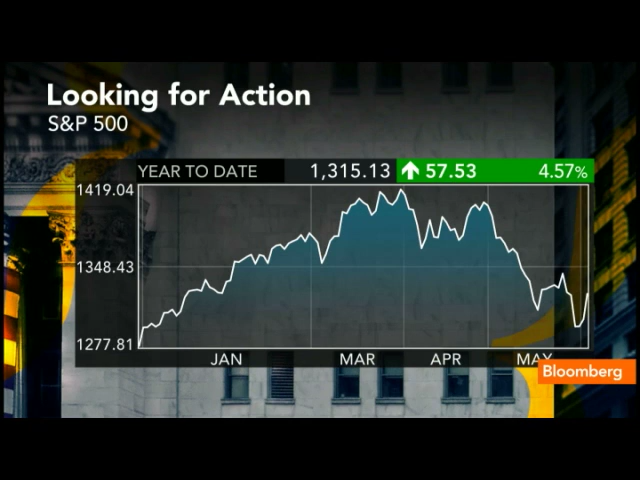 Looking for Action
S&P 500
YEAR TO DATE 1,315.13 57.53 4.57%
1419.04
1348.43
1277.81
JAN MAR APR MAY
Bloomberg